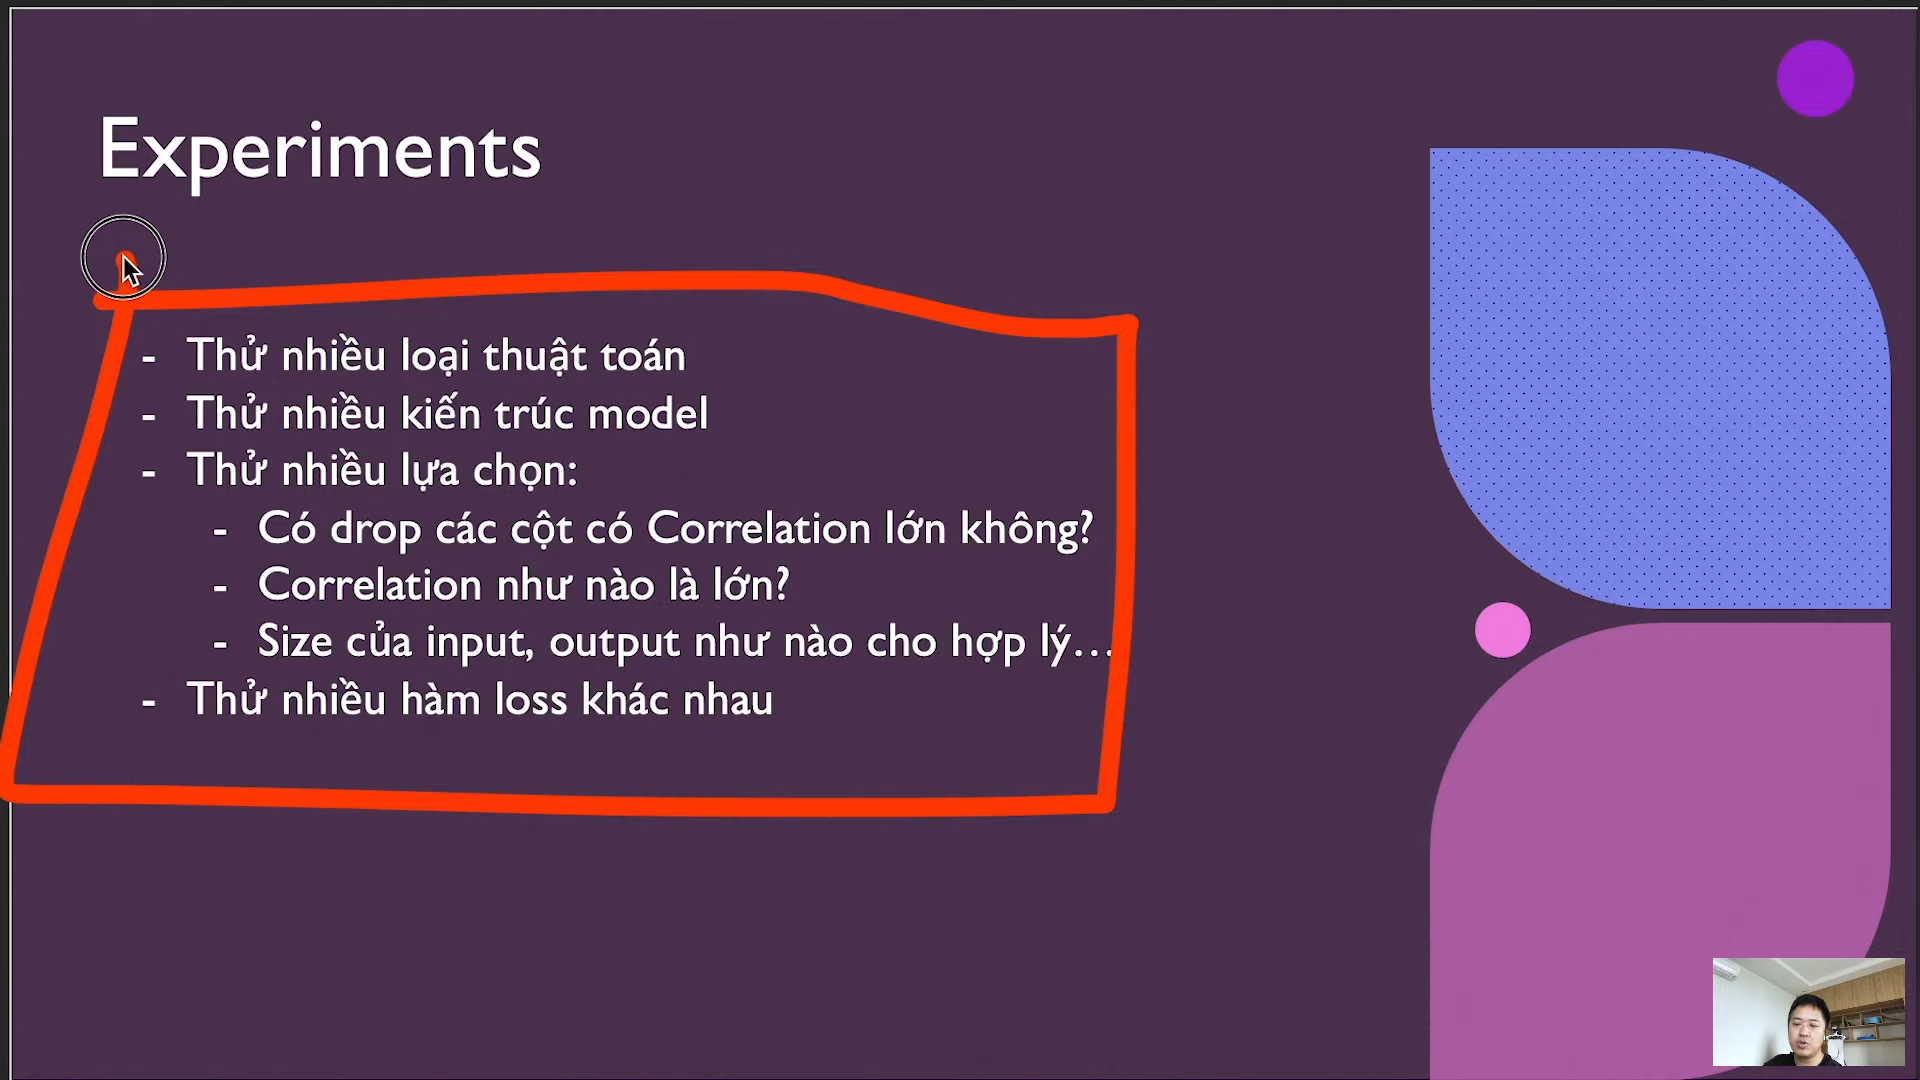 Experiments
- Thử nhiều loại thuật toán
- Thử nhiều kiến trúc model
- Thử nhiều lựa chọn:
- Có drop các cột có Correlation lớn không?
- Correlation như nào là lớn?
- Size của input, output như nào cho hợp lý...
- Thử nhiều hàm loss khác nhau